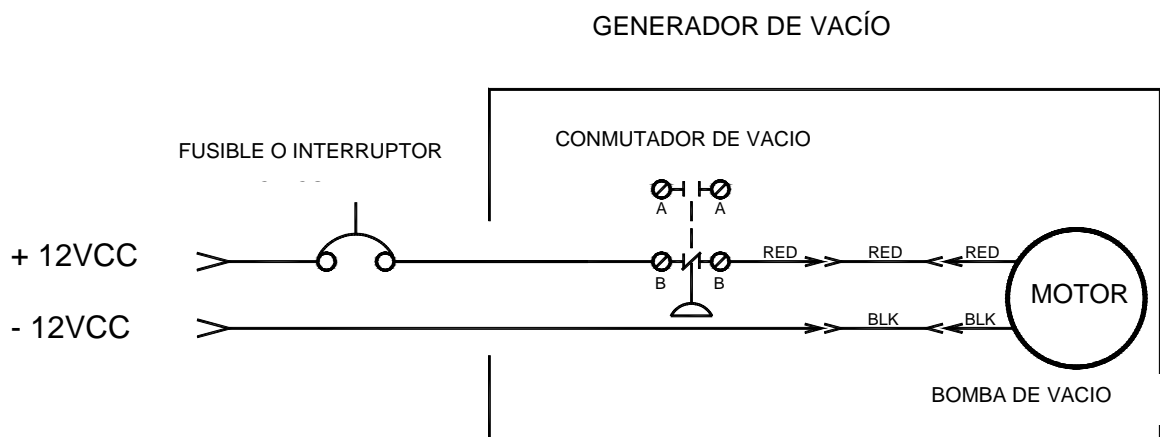 GENERADOR DE VACÍO
FUSIBLE O INTERRUPTOR
CONMUTADOR DE VACIO
A A
+ 12VCC
B B
RED RED RED
MOTOR
- 12VCC
BLK BLK
BOMBA DE VACIO